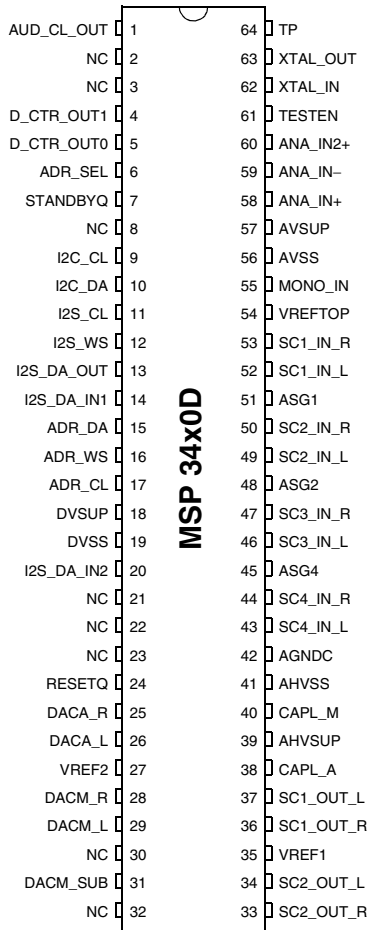 AUD_CL_OUT 1 64 TP
NC 2 63 XTAL_OUT
NC 3 62 XTAL_IN
D_CTR_OUT1 4 61 TESTEN
D_CTR_OUT0 5 60 ANA_IN2+
ADR_SEL 6 59 ANA_IN−
STANDBYQ 7 58 ANA_IN+
NC 8 57 AVSUP
I2C_CL 9 56 AVSS
I2C_DA 10 55 MONO_IN
I2S_CL 11 54 VREFTOP
I2S_WS 12 53 SC1_IN_R
I2S_DA_OUT 13 52 SC1_IN_L
I2S_DA_IN1 14 51 ASG1
ADR_DA 15 50 SC2_IN_R
ADR_WS 16 49 SC2_IN_L
ADR_CL 17 48 ASG2
DVSUP 18 47 SC3_IN_R
DVSS 19 46 SC3_IN_L
I2S_DA_IN2 20 45 ASG4
NC 21 44 SC4_IN_R
NC 22 43 SC4_IN_L
NC 23 42 AGNDC
RESETQ 24 41 AHVSS
DACA_R 25 40 CAPL_M
DACA_L 26 39 AHVSUP
VREF2 27 38 CAPL_A
DACM_R 28 37 SC1_OUT_L
DACM_L 29 36 SC1_OUT_R
NC 30 35 VREF1
DACM_SUB 31 34 SC2_OUT_L
NC 32 33 SC2_OUT_R
MSP 34x0D